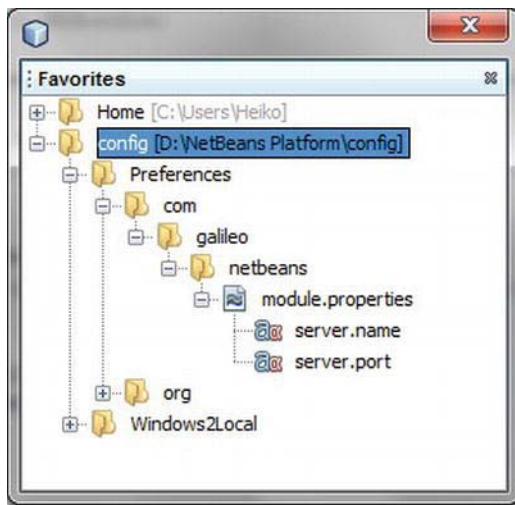 Favorites
Home [C:\Users\Heiko]
config [D:\NetBeans Platform\config]
Preferences
com
galileo
netbeans
module.properties
server.name
server.port
org
Windows2Local